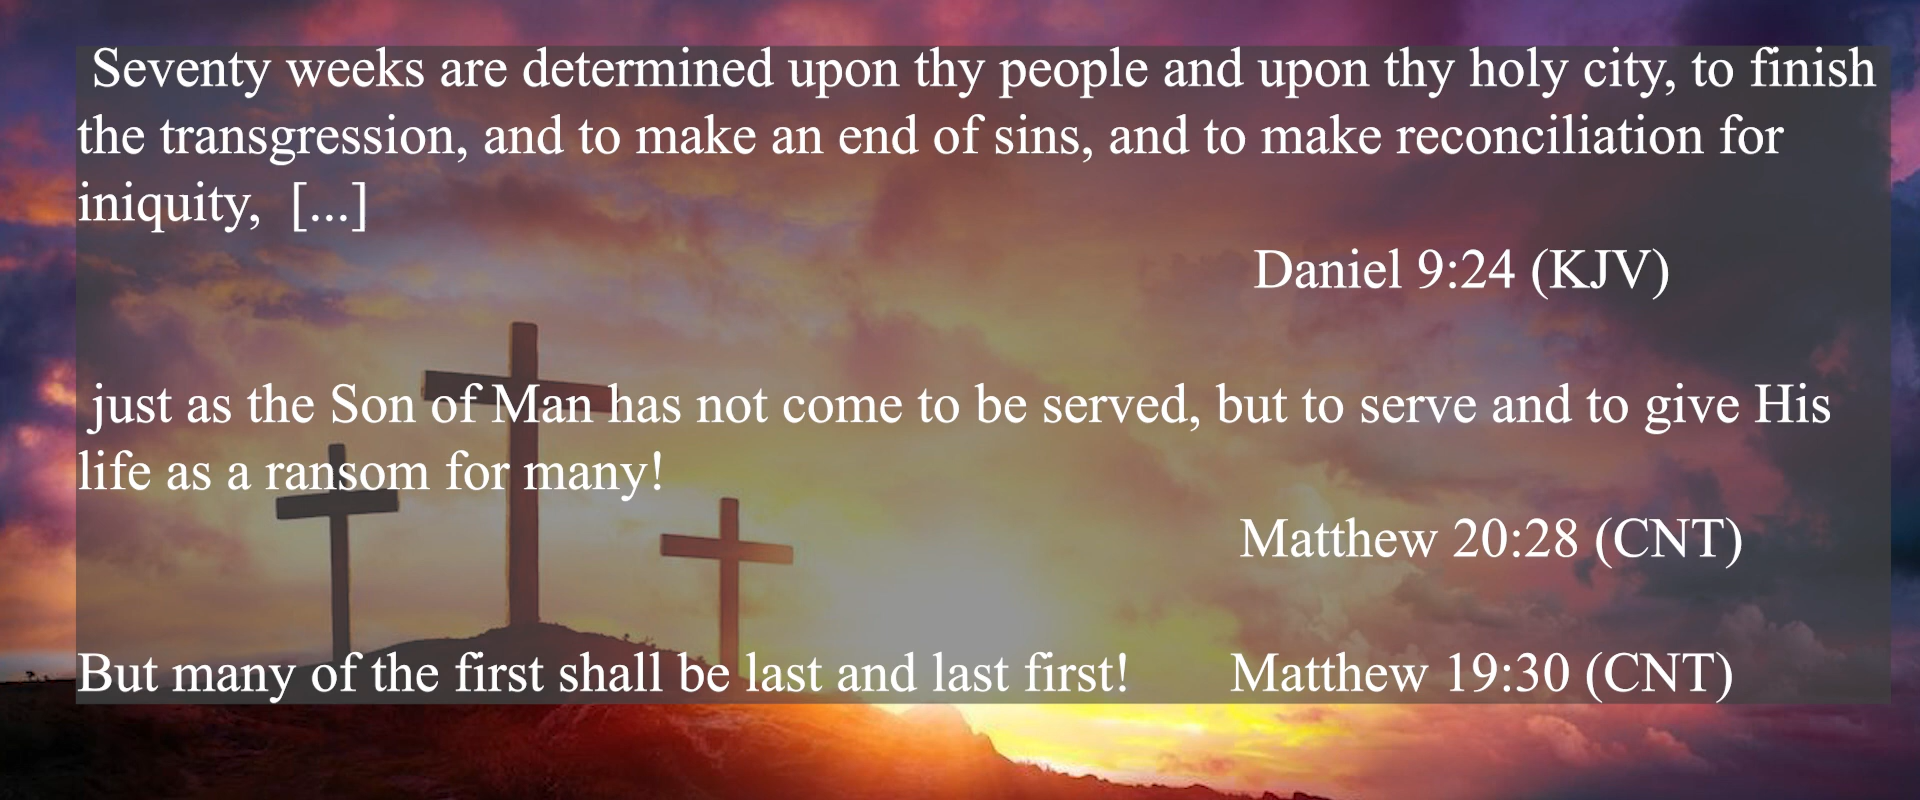 Seventy weeks are determined upon thy people and upon thy holy city, to finish
the transgression, and to make an end of sins, and to make reconciliation for
iniquity, [...]
Daniel 9:24 (KJV)
just as the Son of Man has not come to be served, but to serve and to give His
life as a ransom for many!
Matthew 20:28 (CNT)
But many of the first shall be last and last first! Matthew 19:30 (CNT)